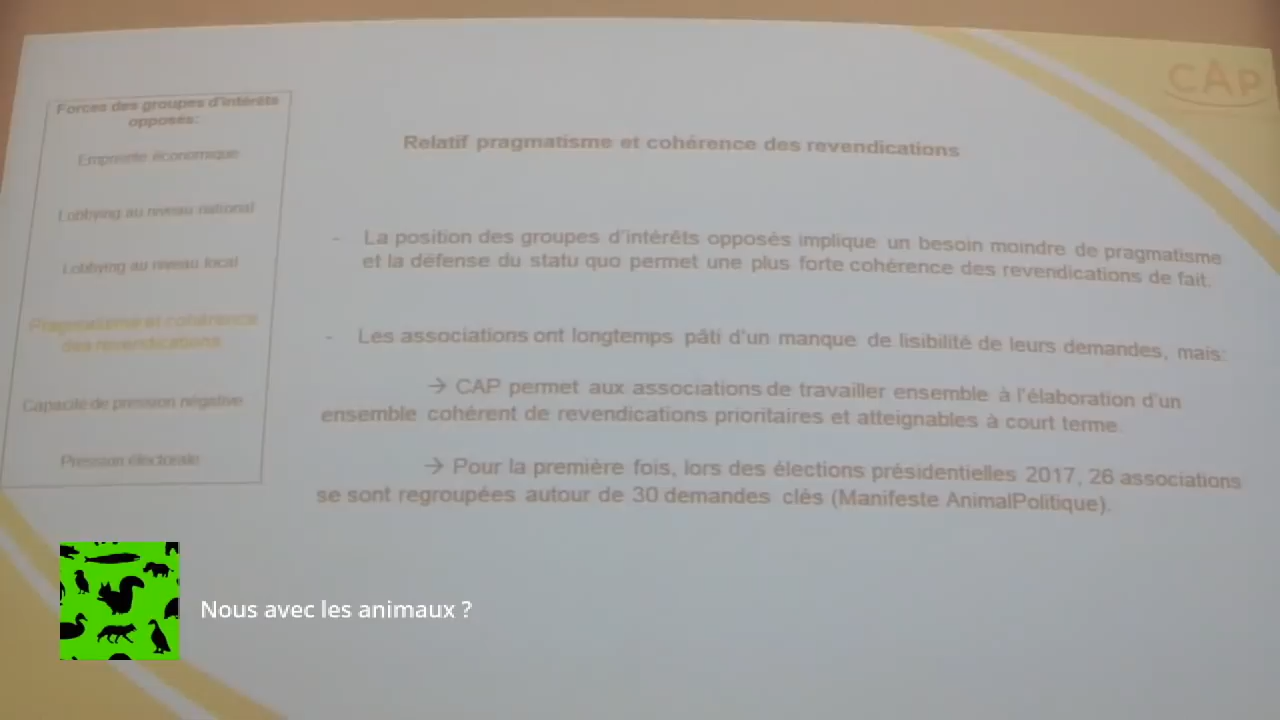 CAP
Forces des groupes d'intérêts
opposés:
Empreinte économique
Lobbying au niveau national
Lobbying au niveau local
Pragmatisme et cohérence
des revendications
Capacité de pression négative
Pression électorale
Relatif pragmatisme et cohérence des revendications
- La position des groupes d'intérêts opposés implique un besoin moindre de pragmatisme
et la défense du statu quo permet une plus forte cohérence des revendications de fait.
- Les associations ont longtemps pâti d'un manque de lisibilité de leurs demandes, mais:
→ CAP permet aux associations de travailler ensemble à l'élaboration d'un
ensemble cohérent de revendications prioritaires et atteignables à court terme.
→ Pour la première fois, lors des élections présidentielles 2017, 26 associations
se sont regroupées autour de 30 demandes clés (Manifeste AnimalPolitique).
Nous avec les animaux ?